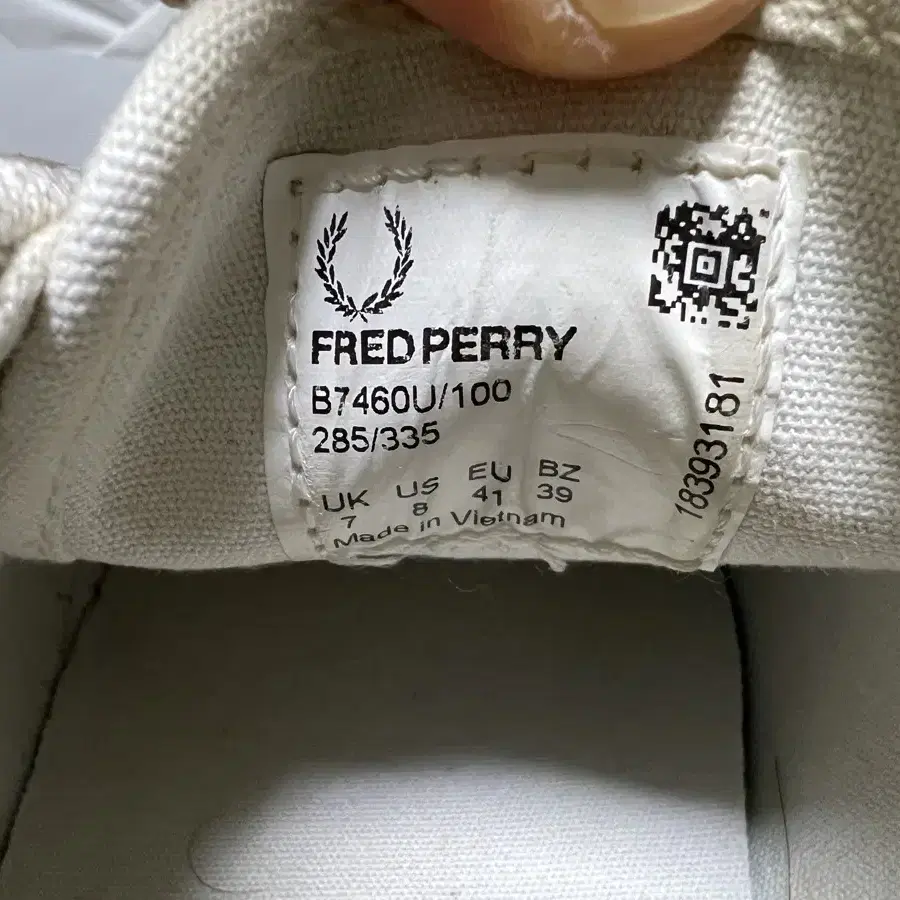 FRED PERRY
B7460U/100
285/335
UK US EU BZ
7 8 41 39
Made in Vietnam
18393181